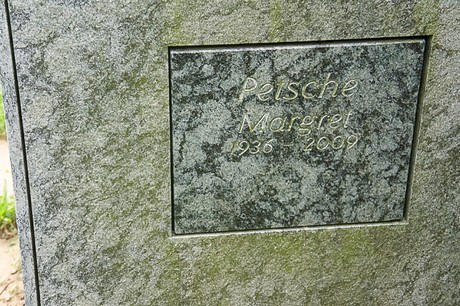 Peische
Margret
1936 - 2009